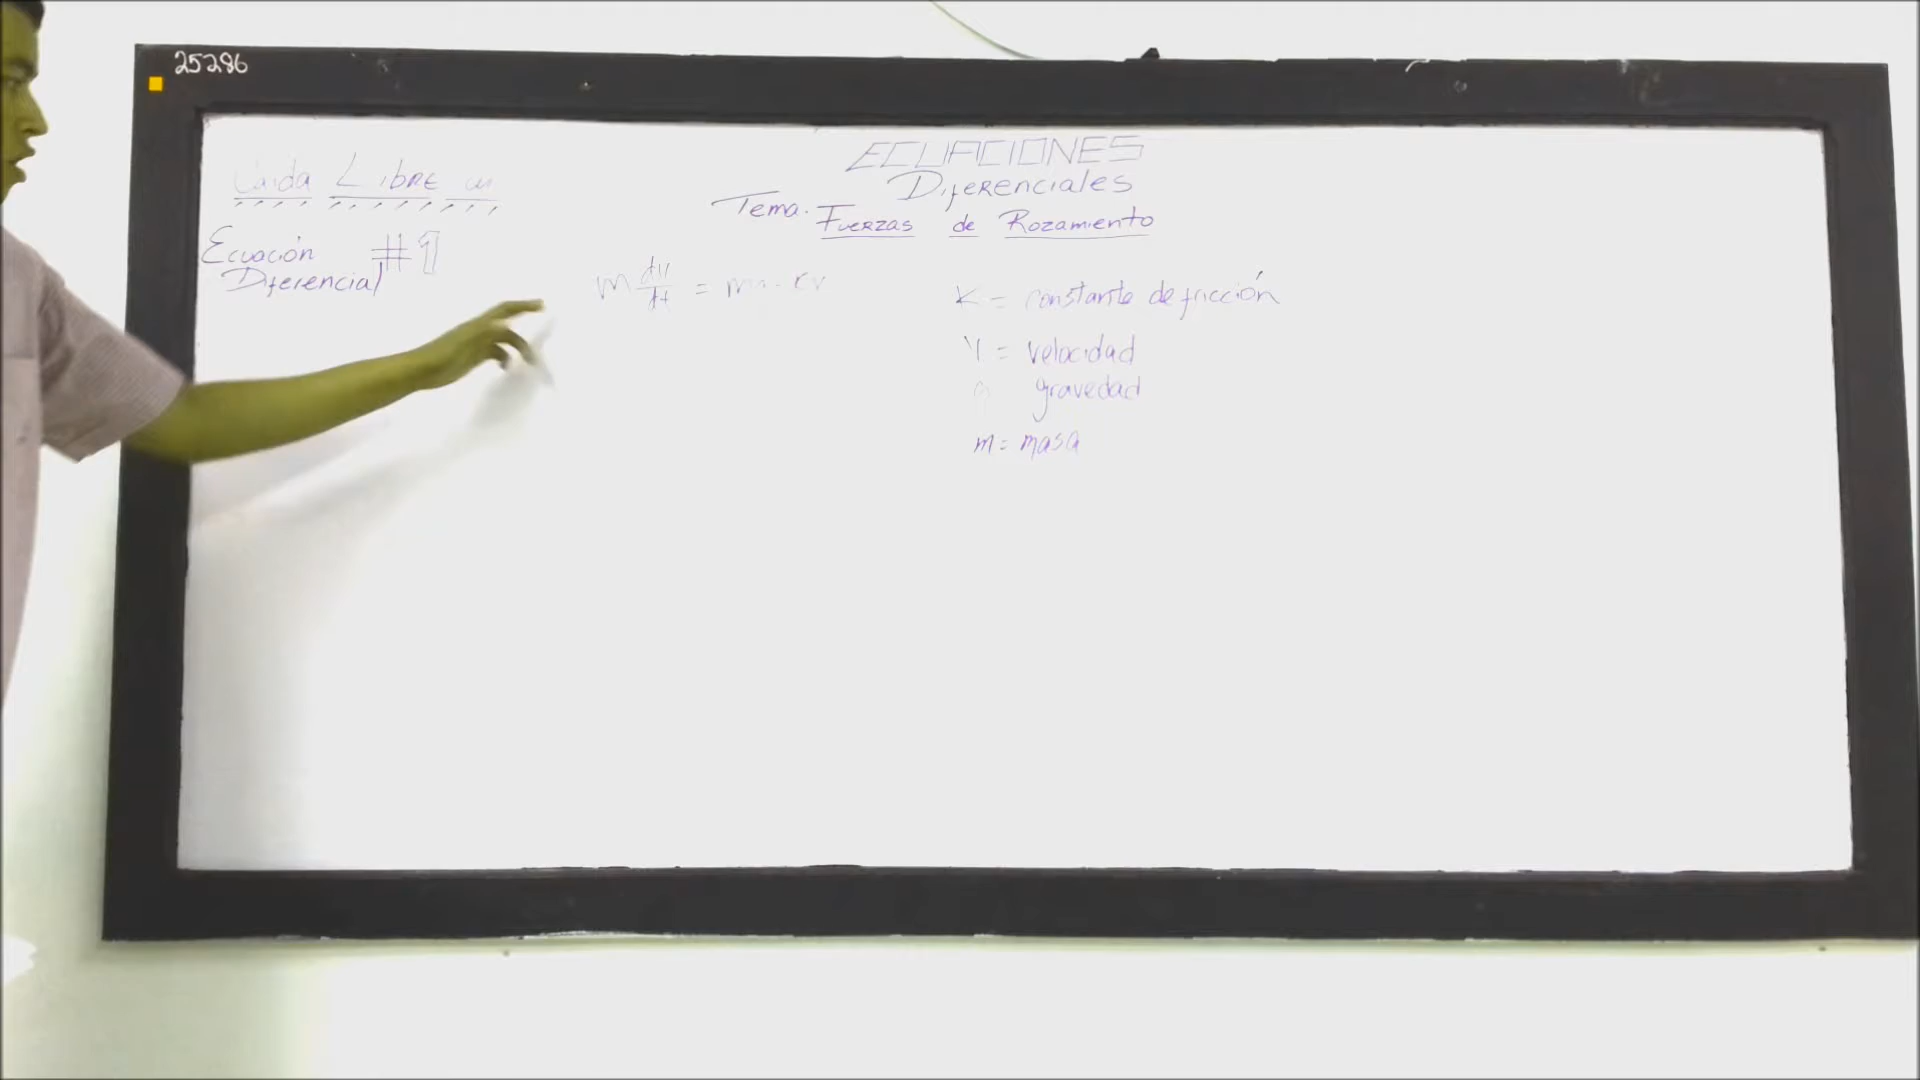 25286
ECUACIONES
Diferenciales
Tema. Fuerzas de Rozamiento
Caida Libre en
Ecuación #1
Diferencial
m dv/dt = mg - kv
K = constante de fricción
V = velocidad
g gravedad
m = masa